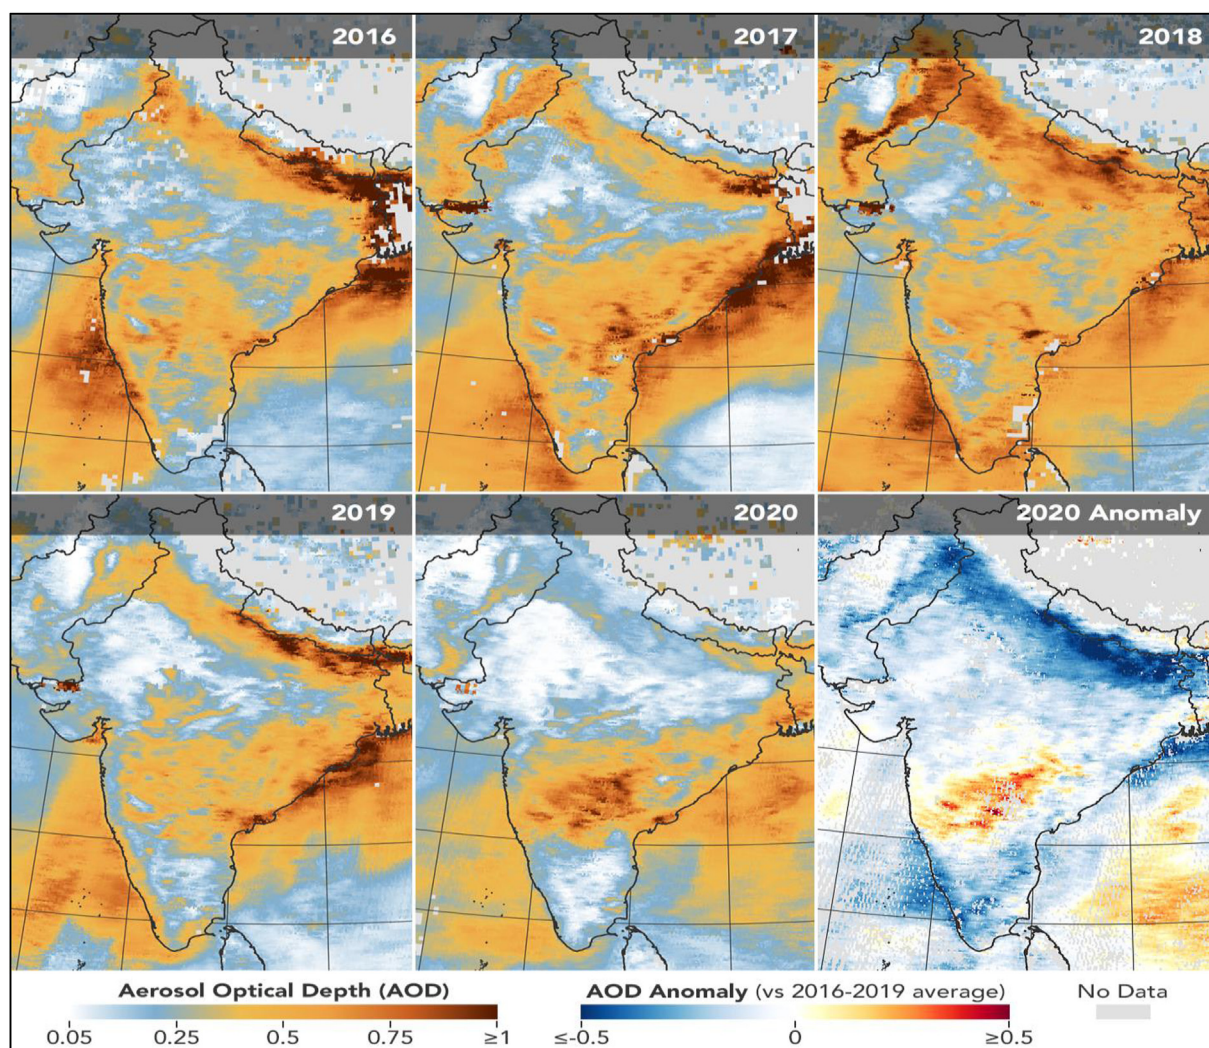 2016
2017
2018
2019
2020
2020 Anomaly
Aerosol Optical Depth (AOD)
0.05 0.25 0.5 0.75 ≥1
AOD Anomaly (vs 2016-2019 average)
≤-0.5 0 ≥0.5
No Data